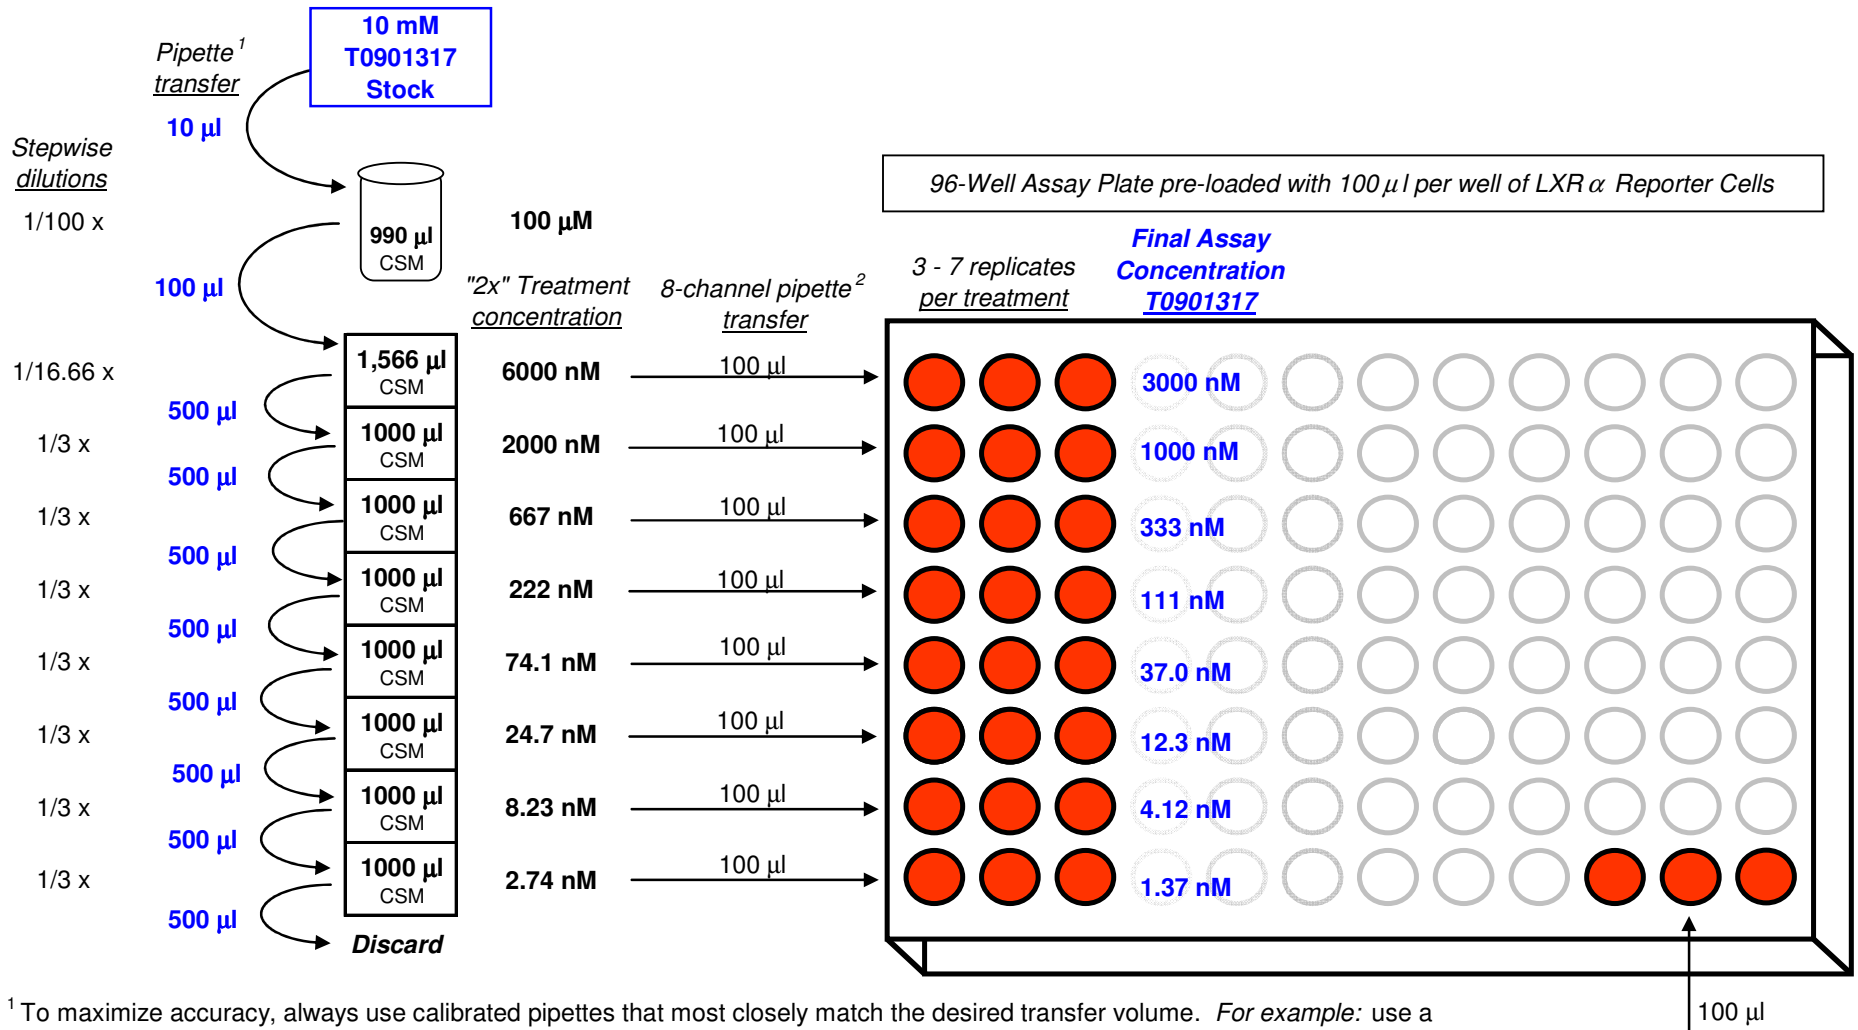 10 mM
T0901317
Stock
Pipette 1
transfer
10 µl
Stepwise
dilutions
1/100 x
990 µl
CSM
100 µM
100 µl
"2x" Treatment
concentration
8-channel pipette 2
transfer
96-Well Assay Plate pre-loaded with 100 µl per well of LXR α Reporter Cells
3 - 7 replicates
per treatment
Final Assay
Concentration
T0901317
1/16.66 x
1,566 µl
CSM
6000 nM
100 µl
3000 nM
500 µl
1/3 x
1000 µl
CSM
2000 nM
100 µl
1000 nM
500 µl
1/3 x
1000 µl
CSM
667 nM
100 µl
333 nM
500 µl
1/3 x
1000 µl
CSM
222 nM
100 µl
111 nM
500 µl
1/3 x
1000 µl
CSM
74.1 nM
100 µl
37.0 nM
500 µl
1/3 x
1000 µl
CSM
24.7 nM
100 µl
12.3 nM
500 µl
1/3 x
1000 µl
CSM
8.23 nM
100 µl
4.12 nM
500 µl
1/3 x
1000 µl
CSM
2.74 nM
100 µl
1.37 nM
500 µl
Discard
1 To maximize accuracy, always use calibrated pipettes that most closely match the desired transfer volume. For example: use a
100 µl